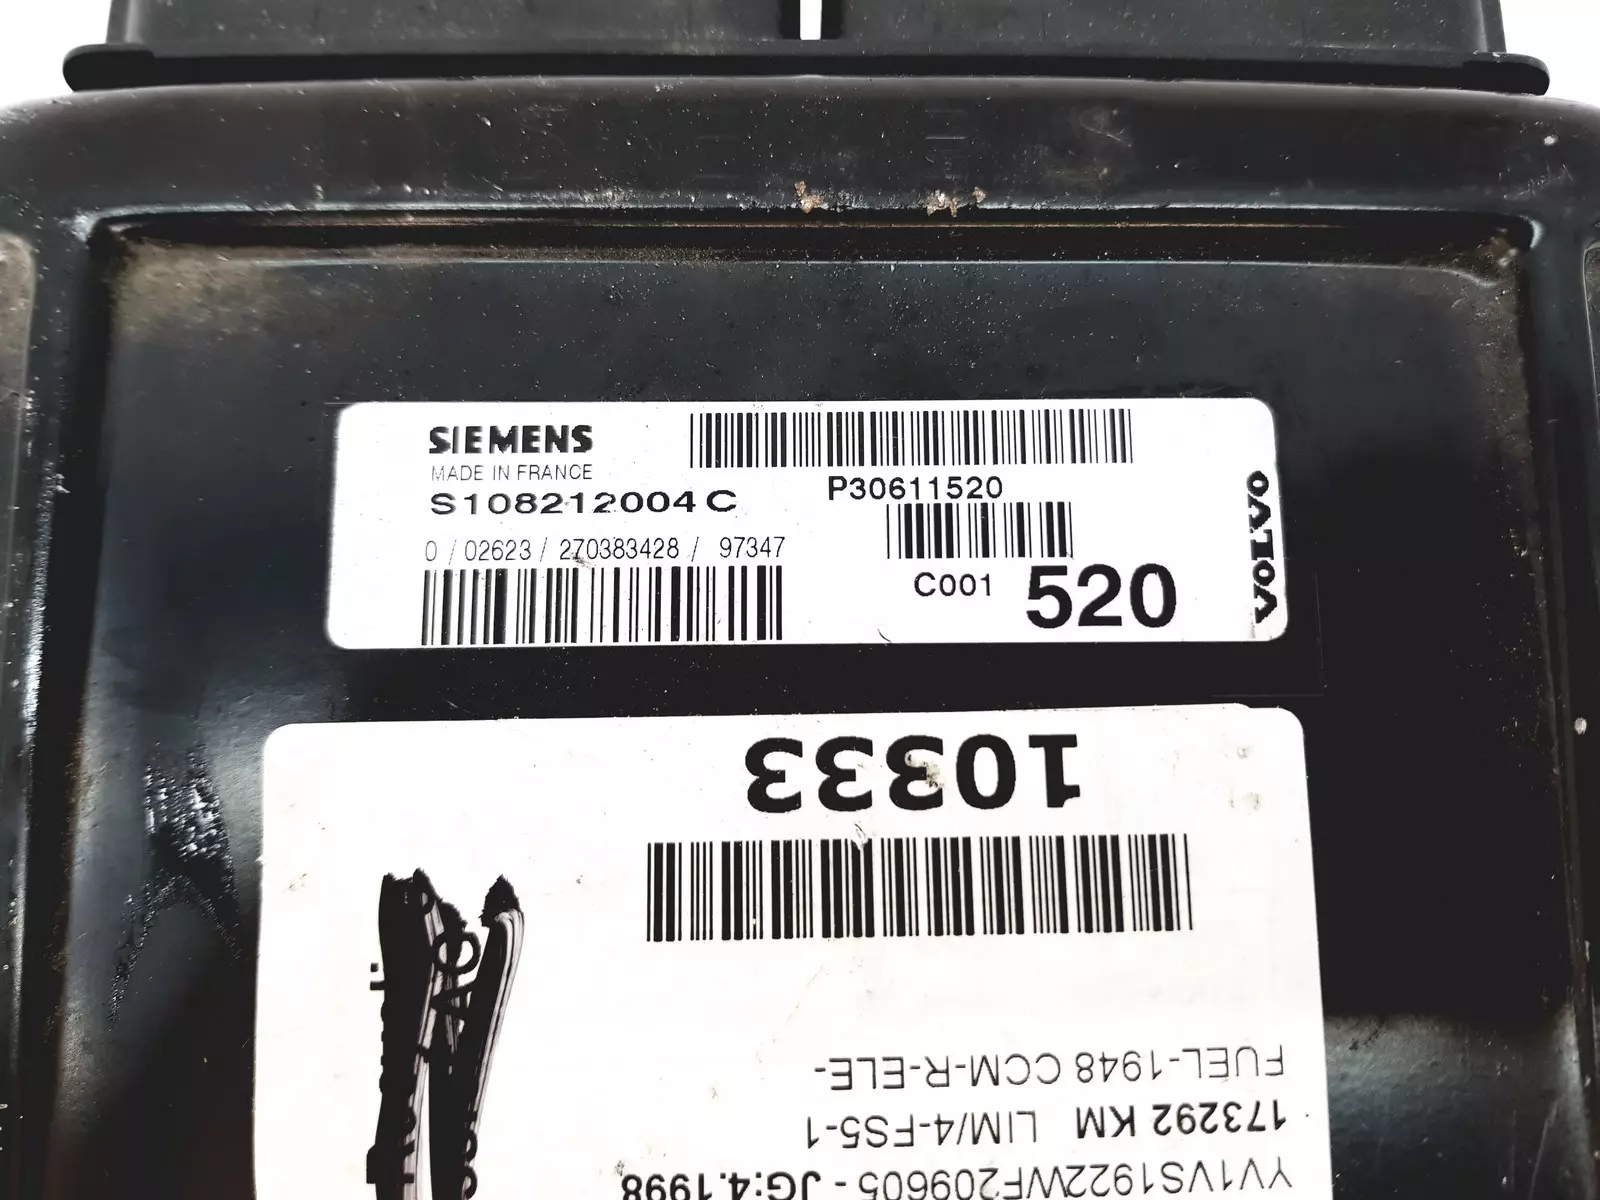 SIEMENS
MADE IN FRANCE
S108212004C
P30611520
0 / 02623 / 270383428 / 97347
C001 520
VOLVO
10333
FUEL-1948 CCM-R-ELE-
173292 KM LIM/4-FS5-1
YV1VS1922WF209605 - JG:4.1998